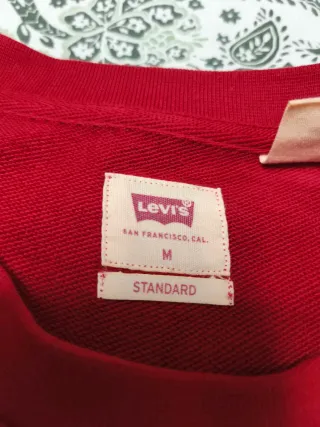 Levi's
SAN FRANCISCO, CAL.
M
STANDARD